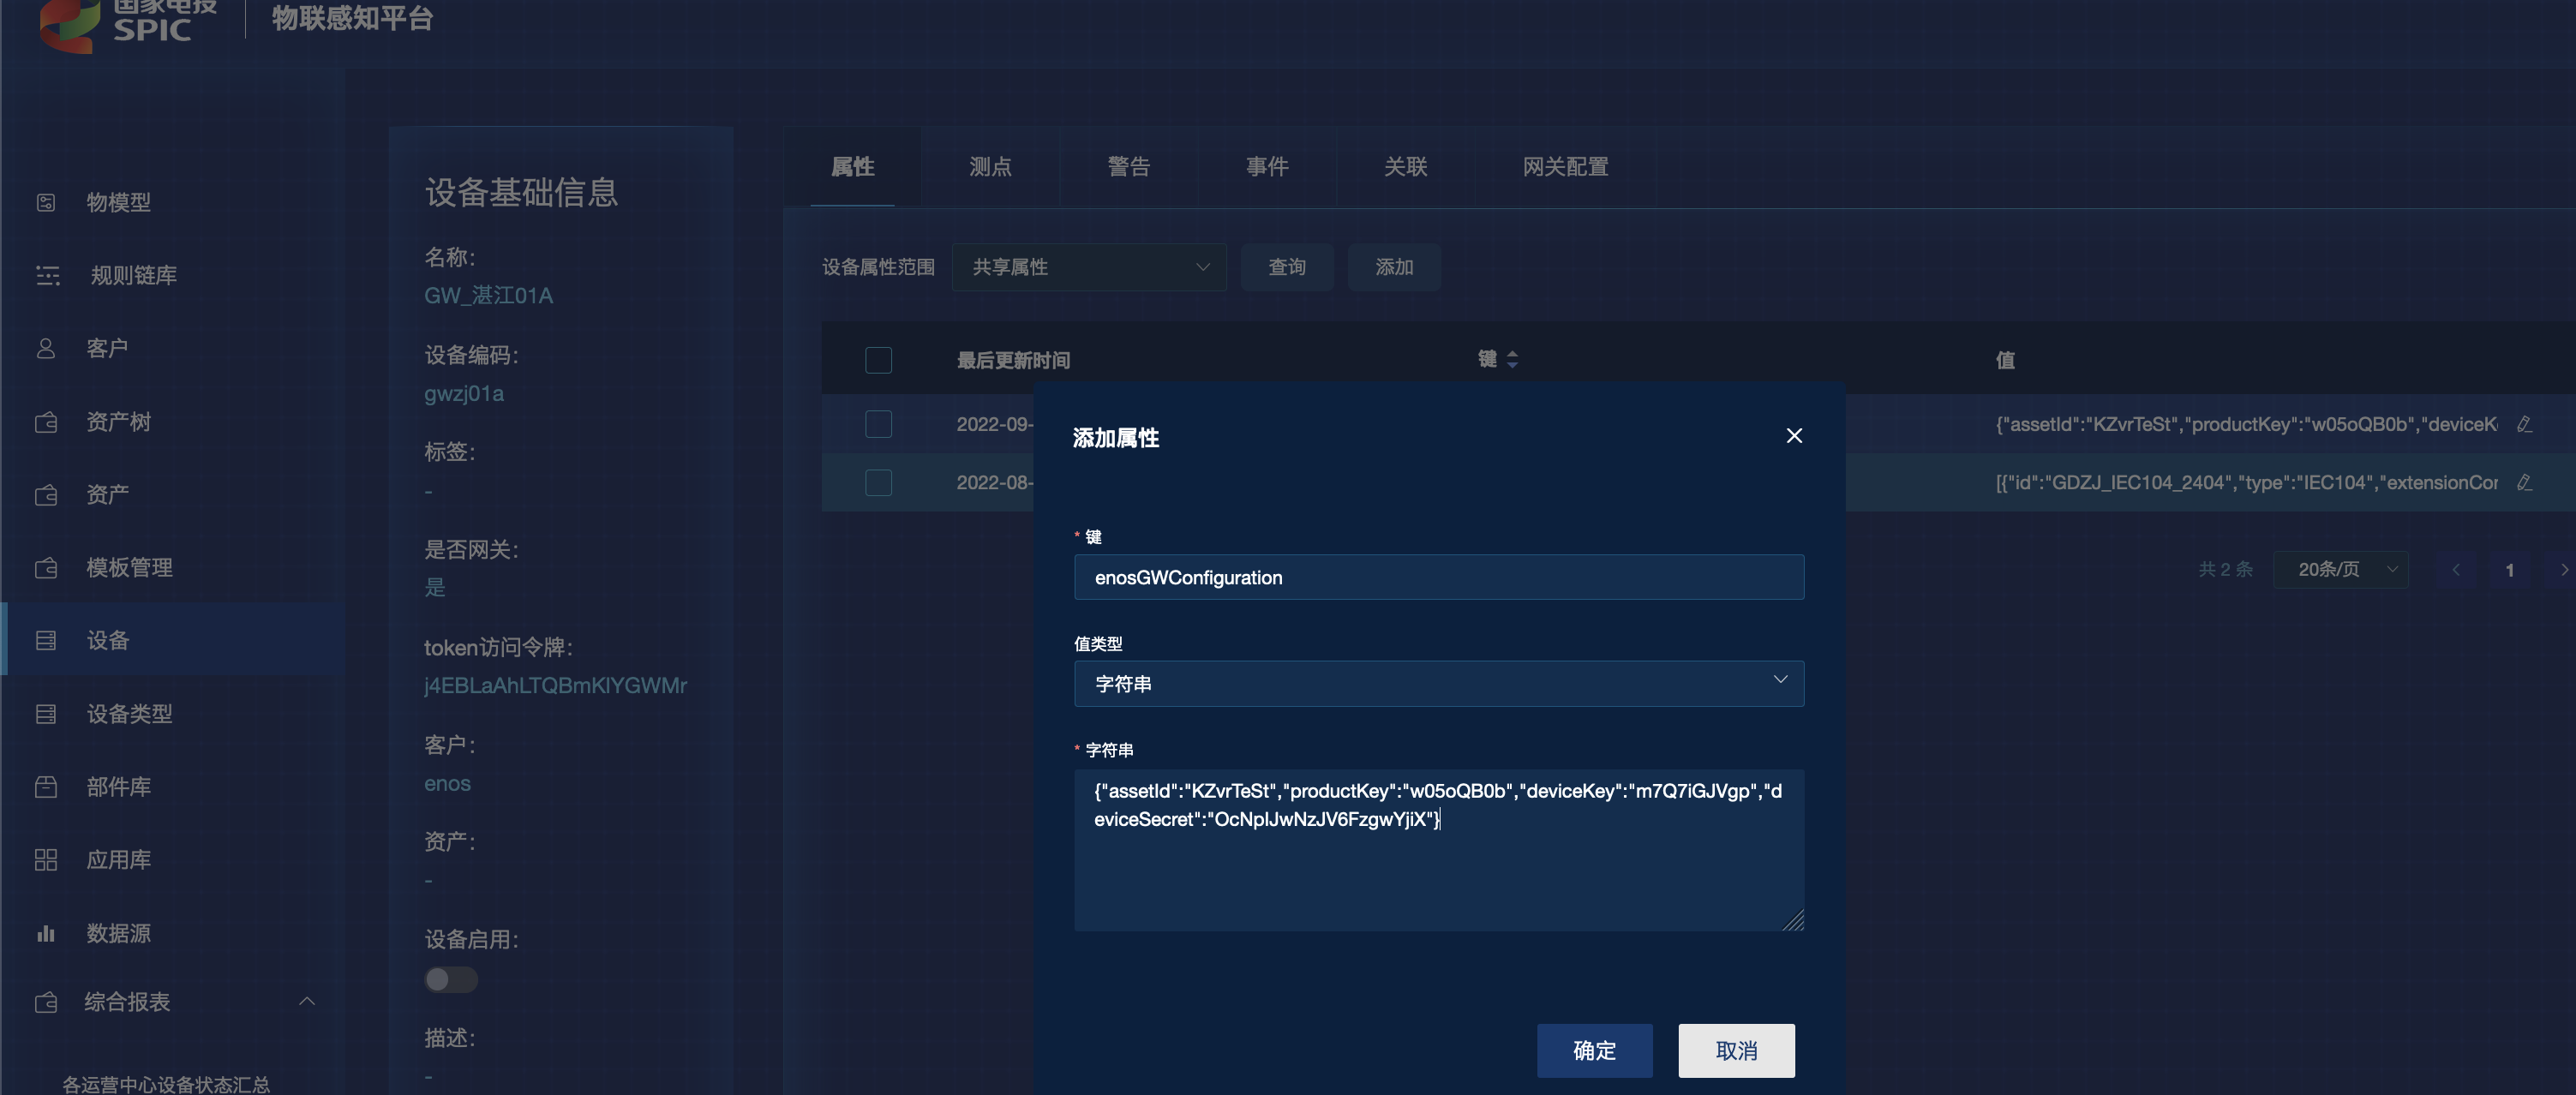 国家电投
SPIC
物联感知平台
物模型
规则链库
客户
资产树
资产
模板管理
设备
设备类型
部件库
应用库
数据源
综合报表
各运营中心设备状态汇总
设备基础信息
名称：
GW_湛江01A
设备编码：
gwzj01a
标签：
-
是否网关：
是
token访问令牌：
j4EBLaAhLTQBmKlYGWMr
客户：
enos
资产：
-
设备启用：
描述：
-
属性 测点 警告 事件 关联 网关配置
设备属性范围 共享属性 查询 添加
最后更新时间 键 值
2022-09- {"assetId":"KZvrTeSt","productKey":"w05oQB0b","deviceK
2022-08- [{"id":"GDZJ_IEC104_2404","type":"IEC104","extensionCor
共 2 条 20条/页 1
添加属性
* 键
enosGWConfiguration
值类型
字符串
* 字符串
{"assetId":"KZvrTeSt","productKey":"w05oQB0b","deviceKey":"m7Q7iGJVgp","d
eviceSecret":"OcNpIJwNzJV6FzgwYjiX"}
确定 取消